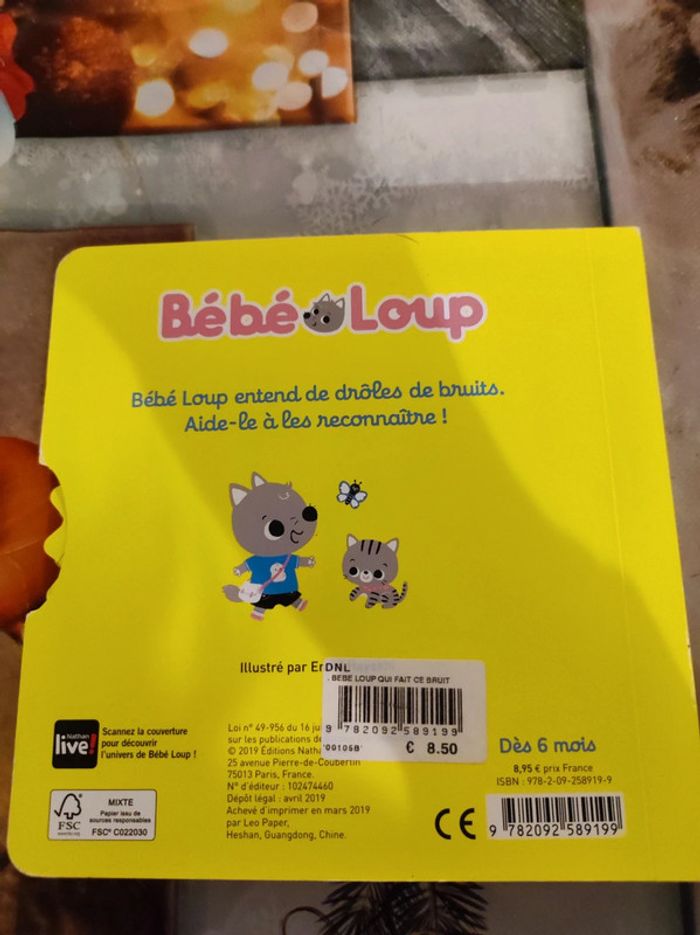 Bébé Loup
Bébé Loup entend de drôles de bruits.
Aide-le à les reconnaître !
Illustré par
DNL
BEBE LOUP QUI FAIT CE BRUIT
9 782092 589199
€ 8.50
Nathan
live!
Scannez la couverture
pour découvrir
l'univers de Bébé Loup !
Loi n° 49-956 du 16
sur les publications
© 2019 Éditions
25 avenue Pierre-de-Coubertin
75013 Paris, France.
N° d'éditeur : 102474460
Dépôt légal : avril 2019
Achevé d'imprimer en mars 2019
par Leo Paper,
Heshan, Guangdong, Chine.
Dès 6 mois
8,95 € prix France
ISBN : 978-2-09-258919-9
FSC
MIXTE
Papier issu de
sources responsables
FSC® C022030
CE
9 782092 589199